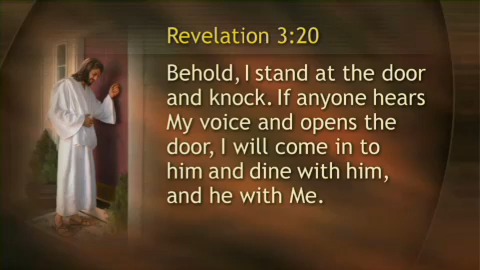 Revelation 3:20
Behold, I stand at the door
and knock. If anyone hears
My voice and opens the
door, I will come in to
him and dine with him,
and he with Me.